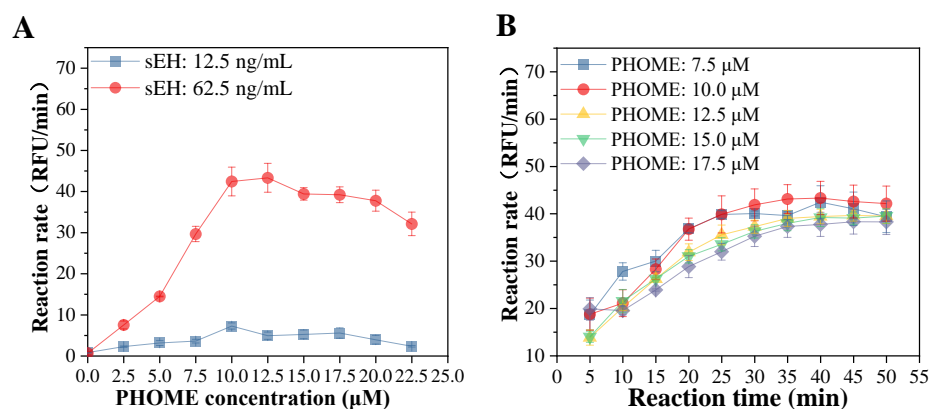 A
sEH: 12.5 ng/mL
sEH: 62.5 ng/mL
Reaction rate（RFU/min）
70
60
50
40
30
20
10
0
0.0 2.5 5.0 7.5 10.0 12.5 15.0 17.5 20.0 22.5 25.0
PHOME concentration (μM)
B
PHOME: 7.5 μM
PHOME: 10.0 μM
PHOME: 12.5 μM
PHOME: 15.0 μM
PHOME: 17.5 μM
Reaction rate（RFU/min）
70
60
50
40
30
20
10
0 5 10 15 20 25 30 35 40 45 50 55
Reaction time (min)